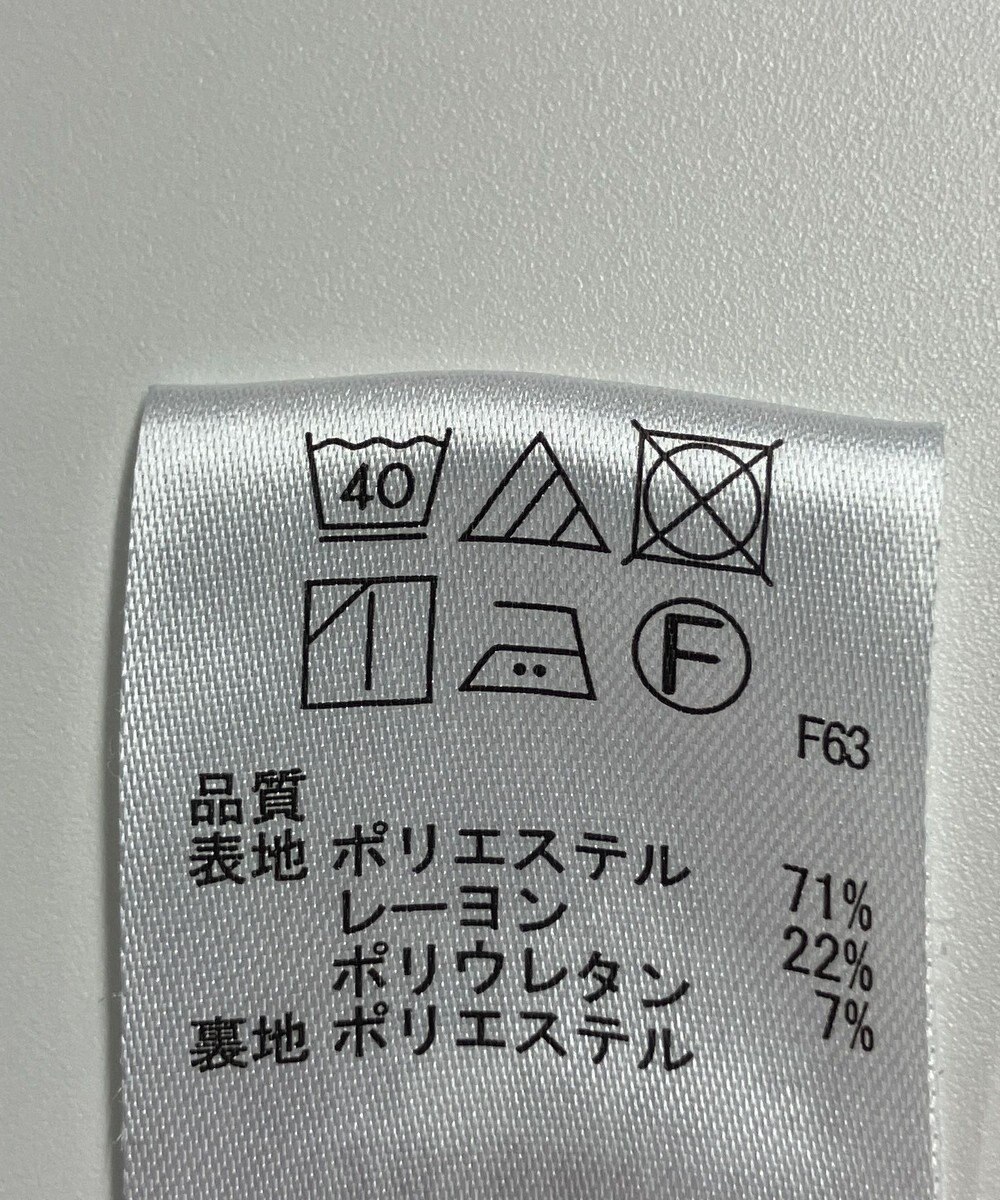 40
F
F63
品質
表地 ポリエステル 71%
レーヨン 22%
ポリウレタン 7%
裏地 ポリエステル